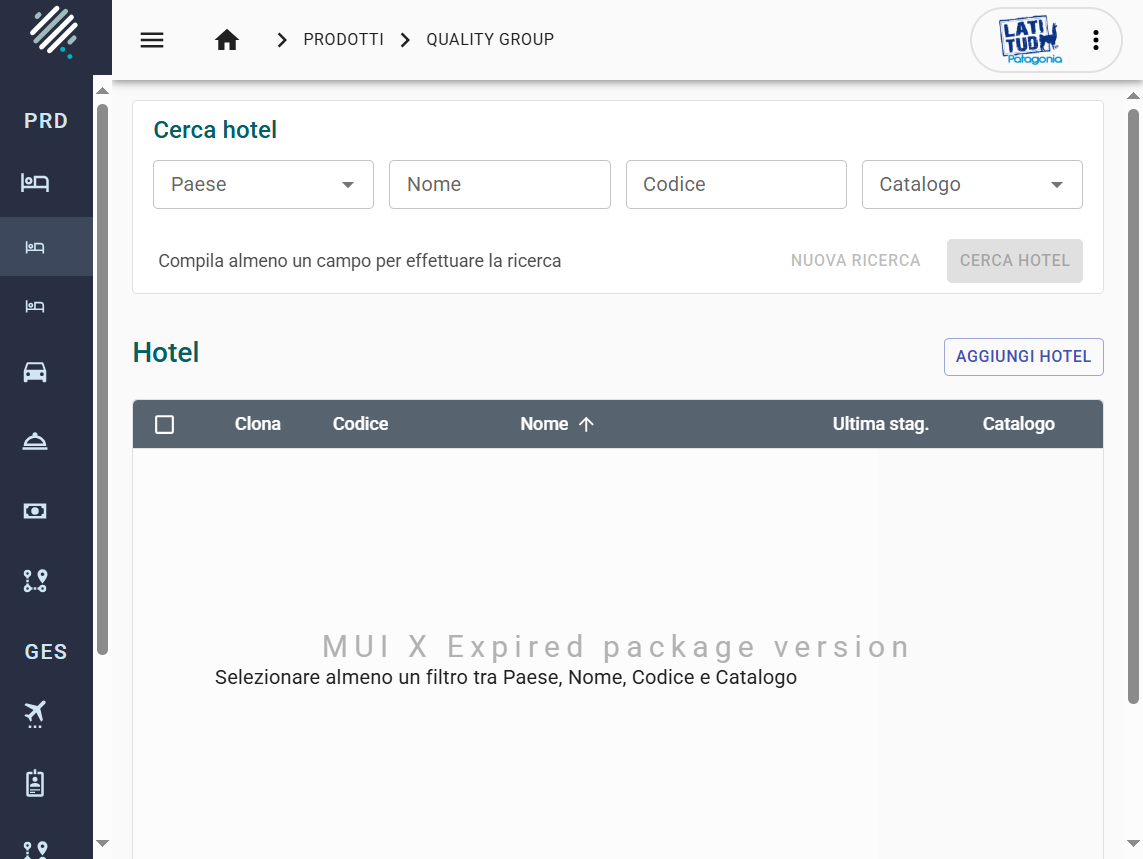 PRODOTTI
QUALITY GROUP
LATI
TUD
Patagonia
PRD
GES
Cerca hotel
Paese
Nome
Codice
Catalogo
Compila almeno un campo per effettuare la ricerca
NUOVA RICERCA
CERCA HOTEL
Hotel
AGGIUNGI HOTEL
Clona
Codice
Nome
Ultima stag.
Catalogo
MUI X Expired package version
Selezionare almeno un filtro tra Paese, Nome, Codice e Catalogo